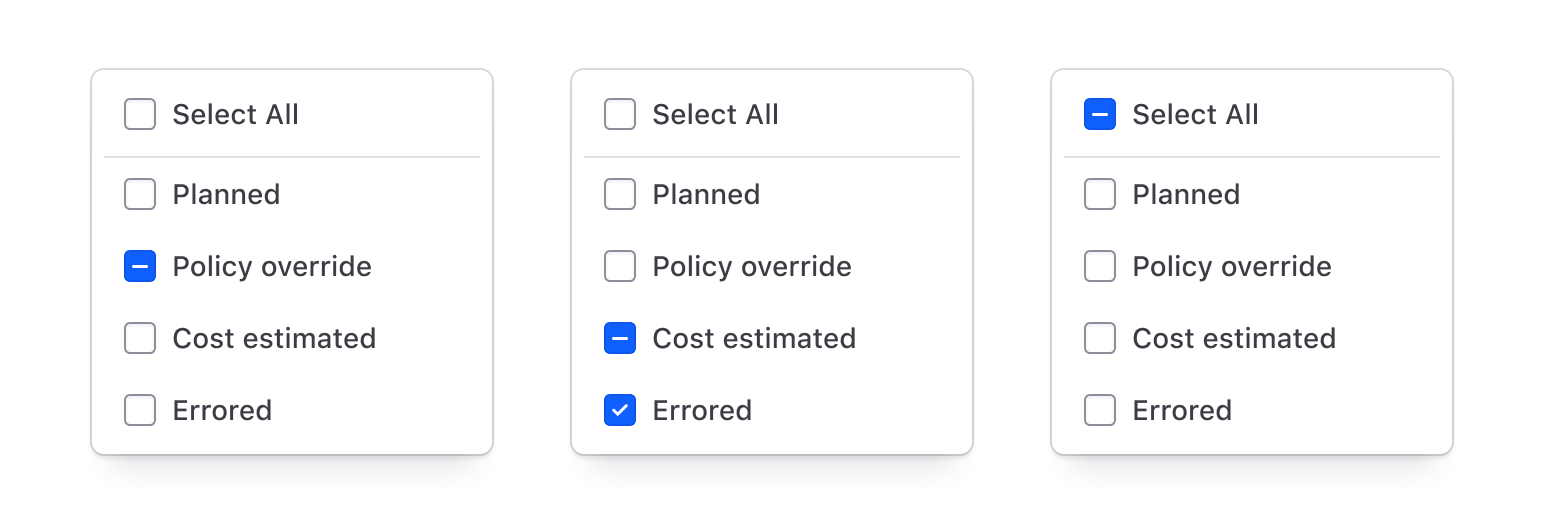 Select All
Planned
Policy override
Cost estimated
Errored
Select All
Planned
Policy override
Cost estimated
Errored
Select All
Planned
Policy override
Cost estimated
Errored